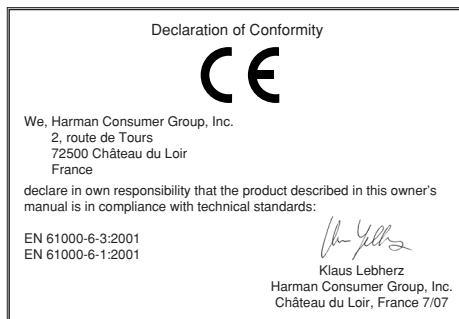 Declaration of Conformity
CE
We, Harman Consumer Group, Inc.
2, route de Tours
72500 Château du Loir
France
declare in own responsibility that the product described in this owner's
manual is in compliance with technical standards:
EN 61000-6-3:2001
EN 61000-6-1:2001
Klaus Lebherz
Harman Consumer Group, Inc.
Château du Loir, France 7/07